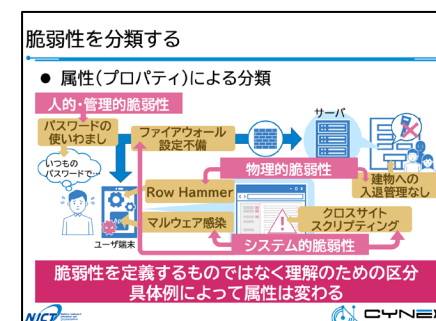 脆弱性を分類する
● 属性(プロパティ)による分類
人的・管理的脆弱性
パスワードの
使いわまし
ファイアウォール
設定不備
サーバ
いつもの
パスワードで…
物理的脆弱性
建物への
入退管理なし
Row Hammer
マルウェア感染
クロスサイト
スクリプティング
ユーザ端末
システム的脆弱性
脆弱性を定義するものではなく理解のための区分
具体例によって属性は変わる
NICT
CYNEX